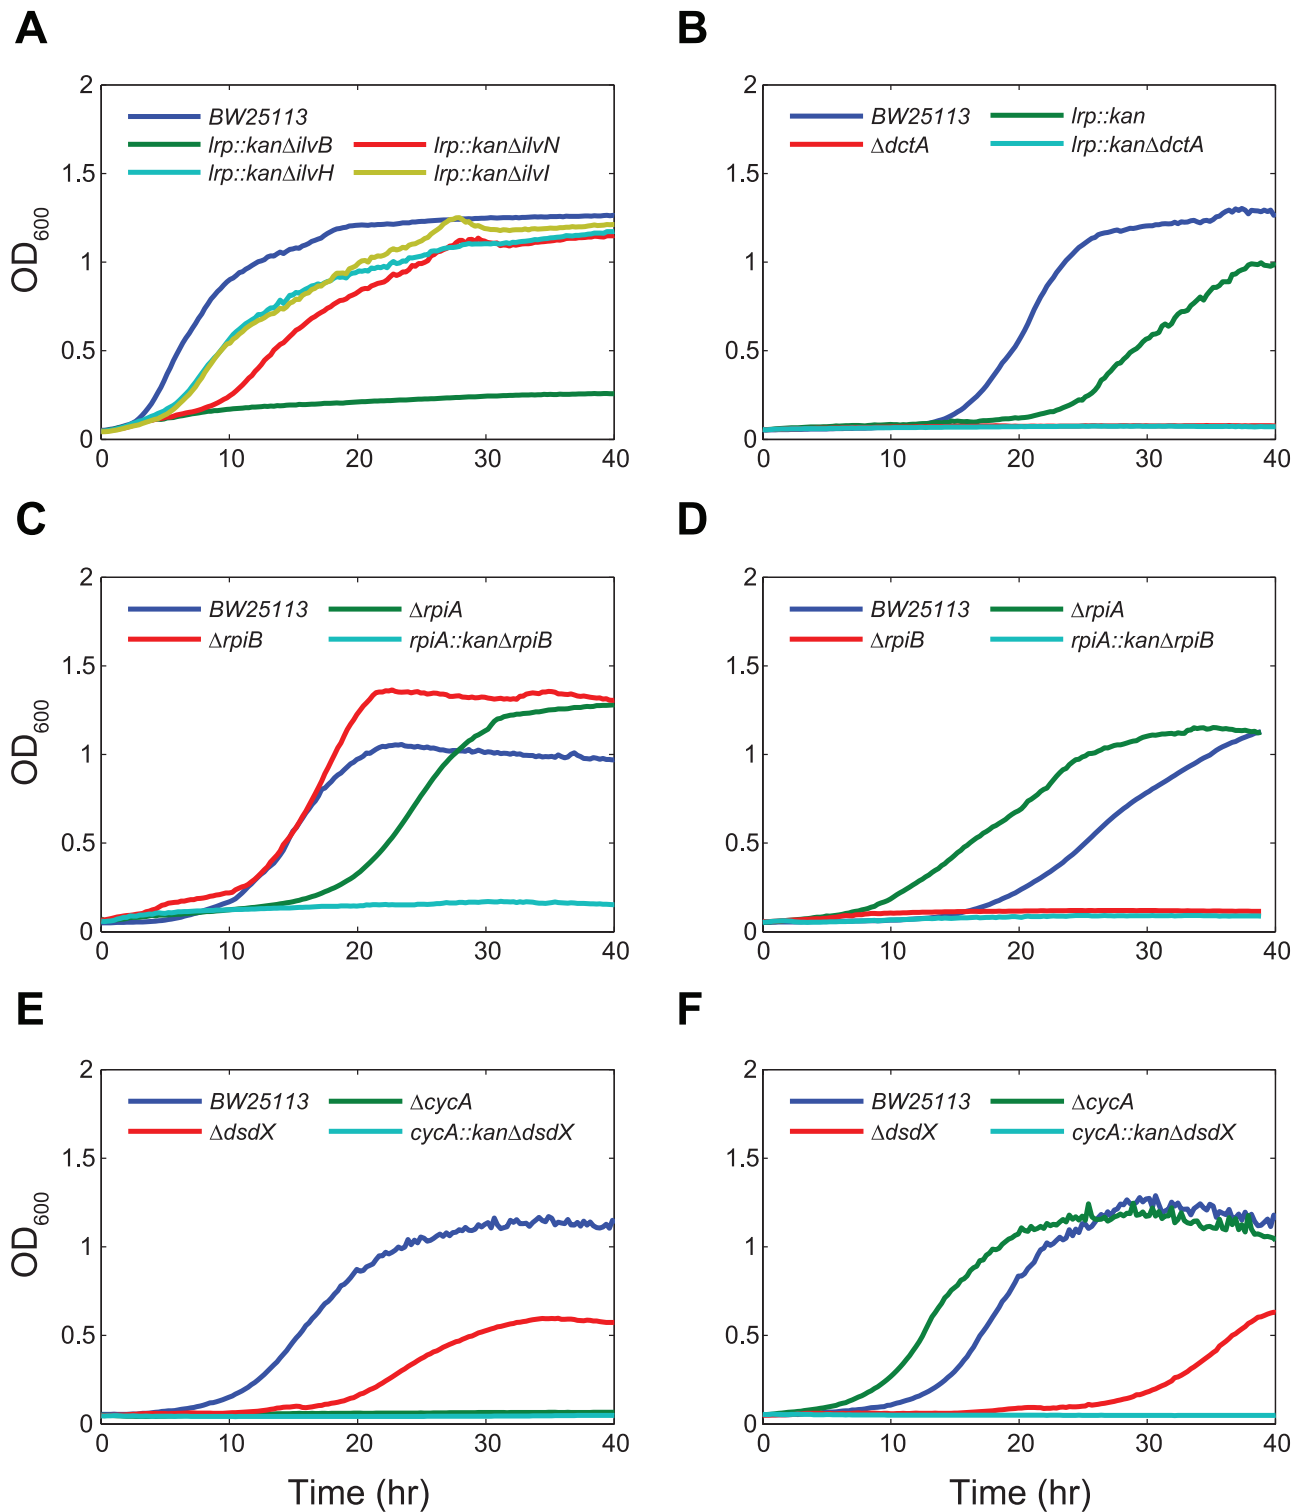 A
B
2
1.5
1
0.5
0
0 10 20 30 40
OD600
BW25113
lrp::kanΔilvB lrp::kanΔilvN
lrp::kanΔilvH lrp::kanΔilvI
2
1.5
1
0.5
0
0 10 20 30 40
BW25113 lrp::kan
ΔdctA lrp::kanΔdctA
C
D
2
1.5
1
0.5
0
0 10 20 30 40
OD600
BW25113 ΔrpiA
ΔrpiB rpiA::kanΔrpiB
2
1.5
1
0.5
0
0 10 20 30 40
BW25113 ΔrpiA
ΔrpiB rpiA::kanΔrpiB
E
F
2
1.5
1
0.5
0
0 10 20 30 40
OD600
BW25113 ΔcycA
ΔdsdX cycA::kanΔdsdX
Time (hr)
2
1.5
1
0.5
0
0 10 20 30 40
BW25113 ΔcycA
ΔdsdX cycA::kanΔdsdX
Time (hr)